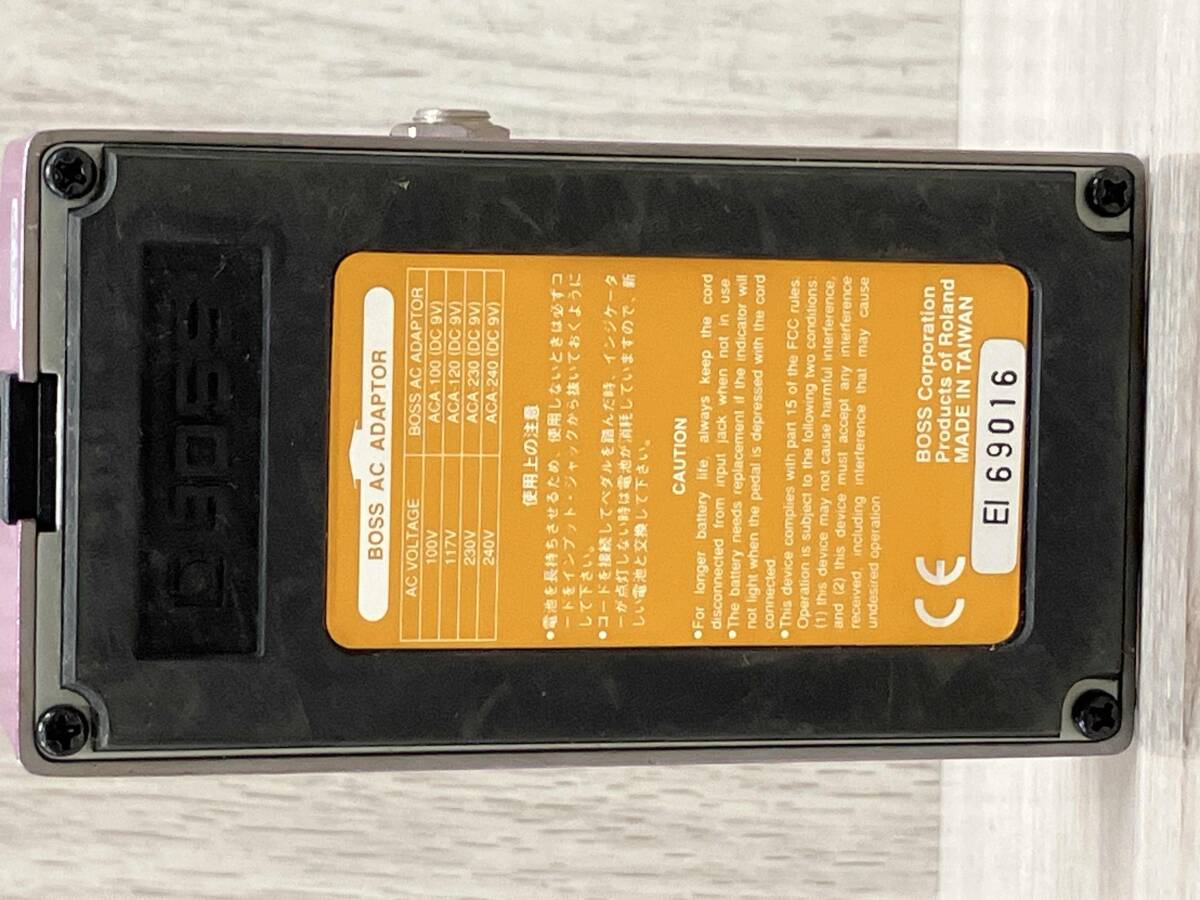 BOSS
BOSS AC ADAPTOR
AC VOLTAGE BOSS AC ADAPTOR
100V ACA-100 (DC 9V)
117V ACA-120 (DC 9V)
230V ACA-230 (DC 9V)
240V ACA-240 (DC 9V)
使用上の注意
●電池を長持ちさせるため、使用しないときは必ずコ
ードをインプット・ジャックから抜いておくように
して下さい。
●コードを接続してペダルを踏んだ時、インジケータ
ーが点灯しない時は電池が消耗していますので、新
しい電池と交換して下さい。
CAUTION
●For longer battery life, always keep the cord
disconnected from input jack when not in use.
●The battery needs replacement if the indicator will
not light when the pedal is depressed with the cord
connected.
●This device complies with part 15 of the FCC rules.
Operation is subject to the following two conditions:
(1) this device may not cause harmful interference,
and (2) this device must accept any interference
received, including interference that may cause
undesired operation
BOSS Corporation
Products of Roland
MADE IN TAIWAN
CE
EI 69016